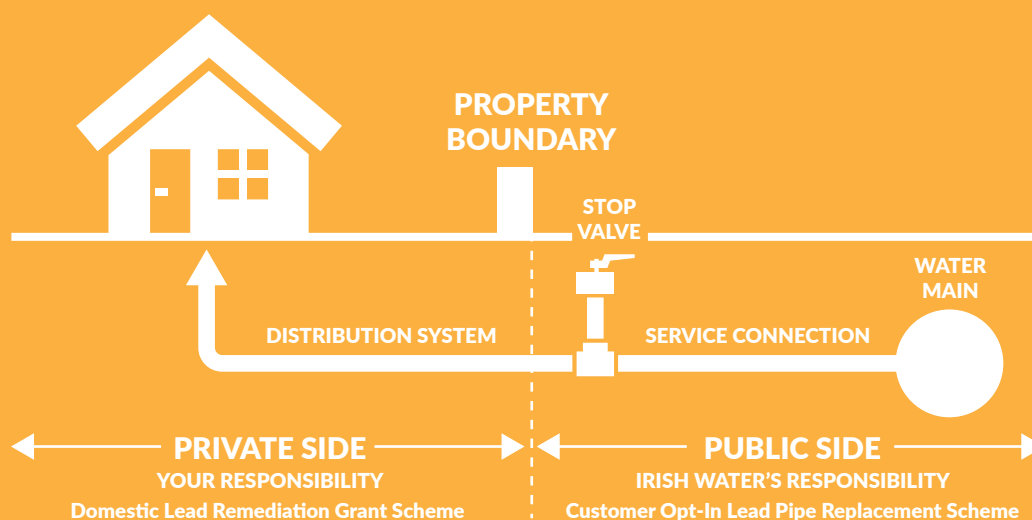 PROPERTY
BOUNDARY
STOP
VALVE
WATER
MAIN
DISTRIBUTION SYSTEM
SERVICE CONNECTION
PRIVATE SIDE
YOUR RESPONSIBILITY
Domestic Lead Remediation Grant Scheme
PUBLIC SIDE
IRISH WATER'S RESPONSIBILITY
Customer Opt-In Lead Pipe Replacement Scheme